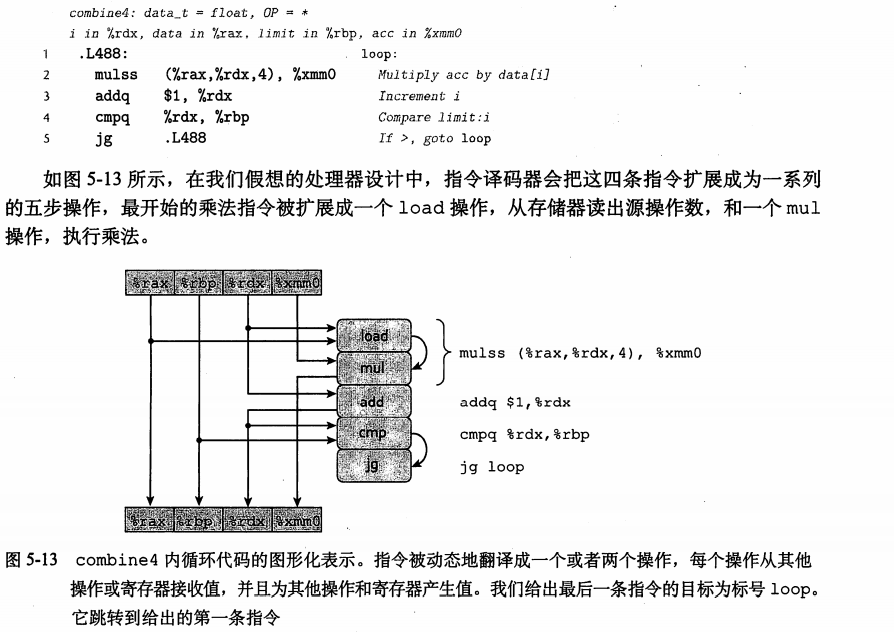 combine4: data_t = float, OP = *
i in %rdx, data in %rax, limit in %rbp, acc in %xmm0
1 .L488: loop:
2 mulss (%rax,%rdx,4), %xmm0 Multiply acc by data[i]
3 addq $1, %rdx Increment i
4 cmpq %rdx, %rbp Compare limit:i
5 jg .L488 If >, goto loop
如图 5-13 所示，在我们假想的处理器设计中，指令译码器会把这四条指令扩展成为一系列
的五步操作，最开始的乘法指令被扩展成一个 load 操作，从存储器读出源操作数，和一个 mul
操作，执行乘法。
%rax %rbp %rdx %xmm0
load
mul
mulss (%rax,%rdx,4), %xmm0
add
addq $1,%rdx
cmp
cmpq %rdx,%rbp
jg
jg loop
%rax %rbp %rdx %xmm0
图 5-13 combine4 内循环代码的图形化表示。指令被动态地翻译成一个或者两个操作，每个操作从其他
操作或寄存器接收值，并且为其他操作和寄存器产生值。我们给出最后一条指令的目标为标号 loop。
它跳转到给出的第一条指令